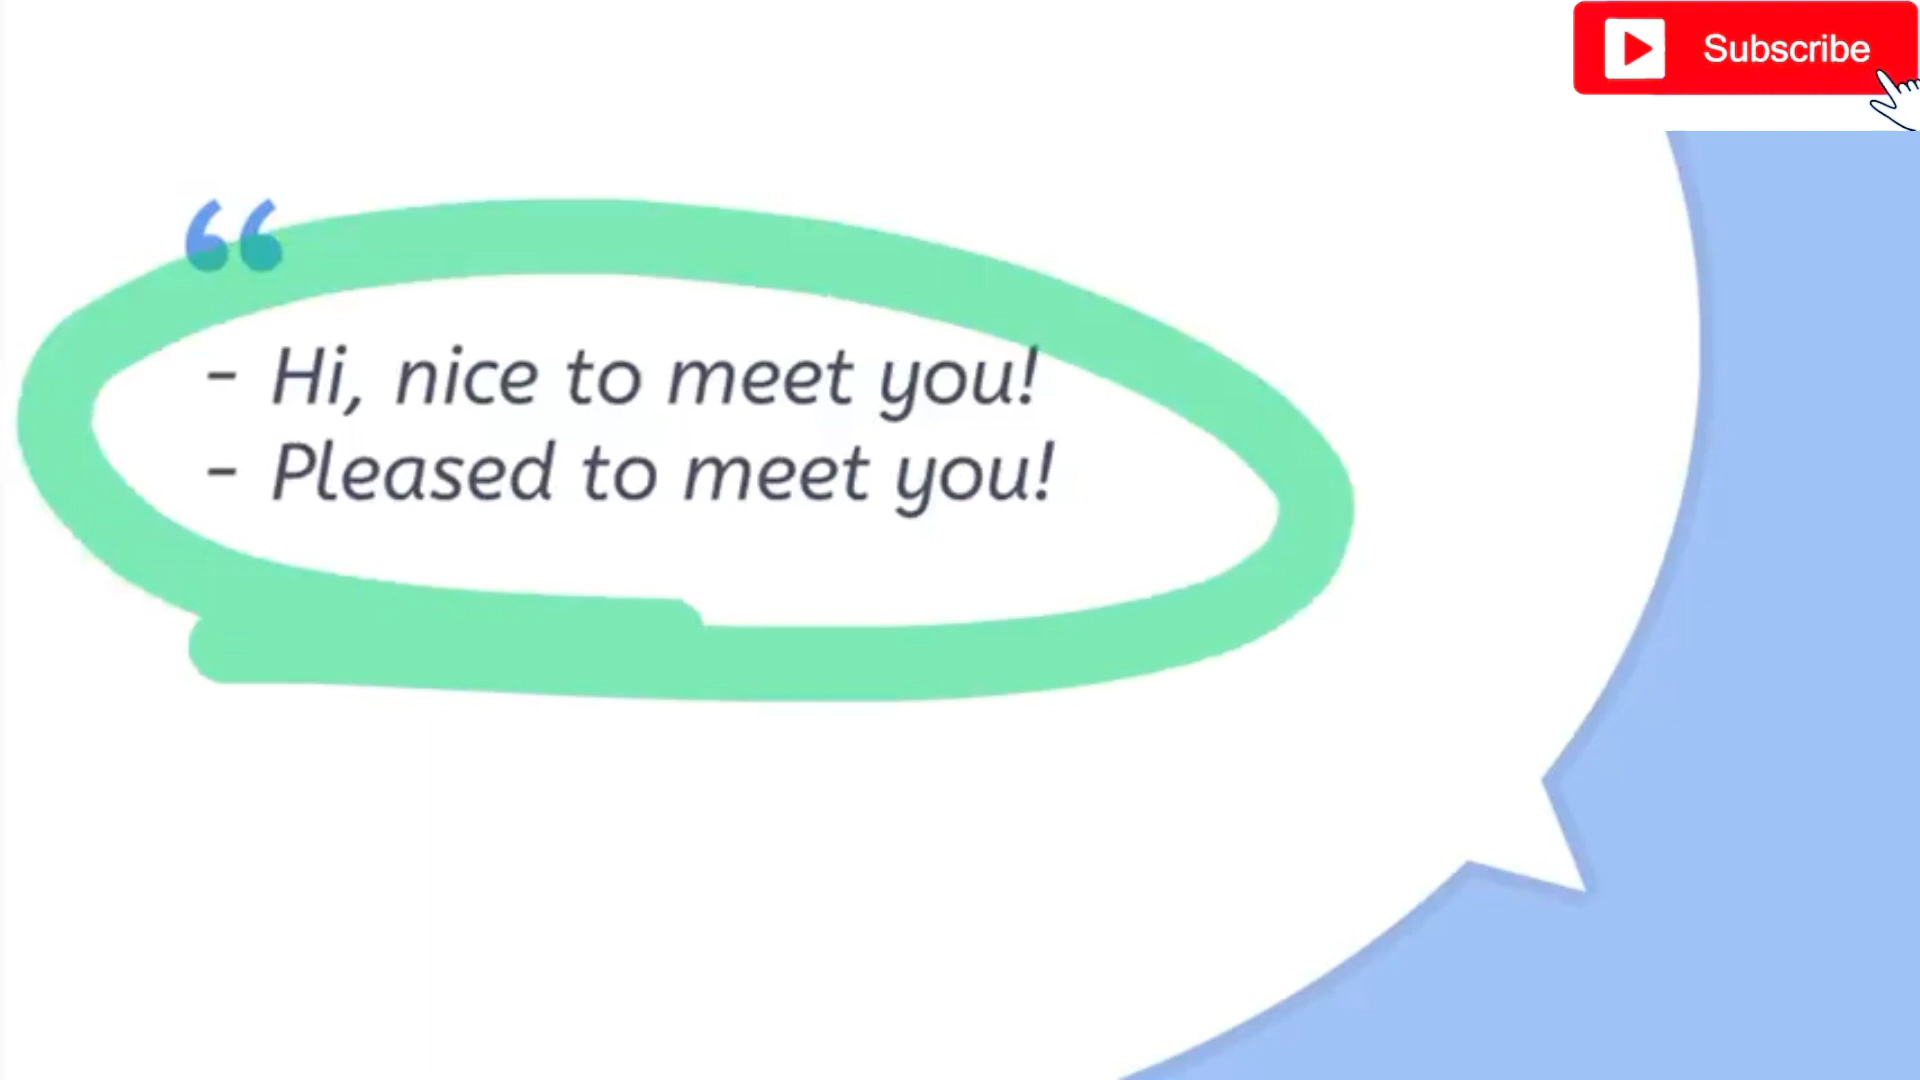 Subscribe
“
- Hi, nice to meet you!
- Pleased to meet you!